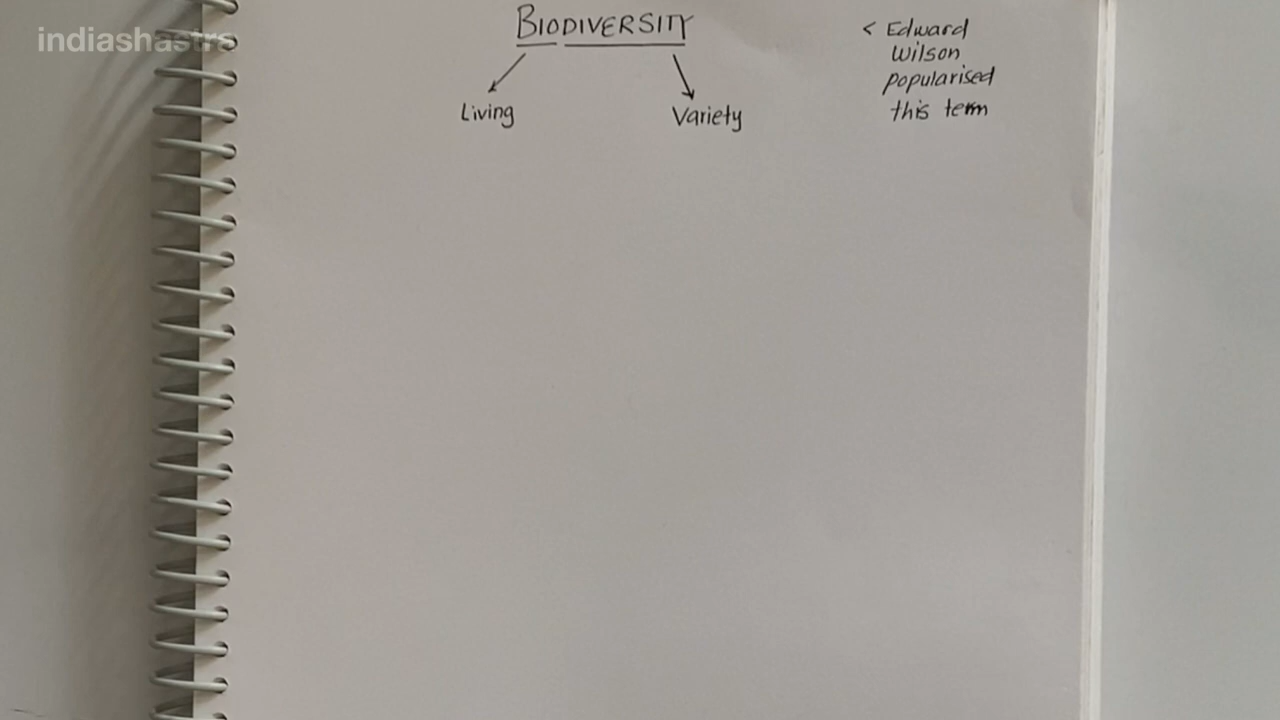 indiashastra
BIODIVERSITY
Living
Variety
< Edward
Wilson
popularised
this term